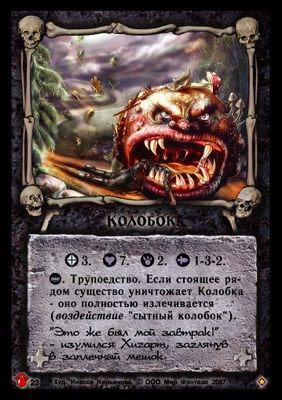 КОЛОБОК
3. 7. 2. 1-3-2.
. Трупоедство. Если стоящее ря-
дом существо уничтожает Колобка
- оно полностью излечивается
(воздействие "сытный колобок").
"Это же был мой завтрак!"
- изумился Хигарт, заглянув
в заплечный мешок.
23 Худ. Инесса Кирьянова. © ООО Мир Фэнтези 2007.